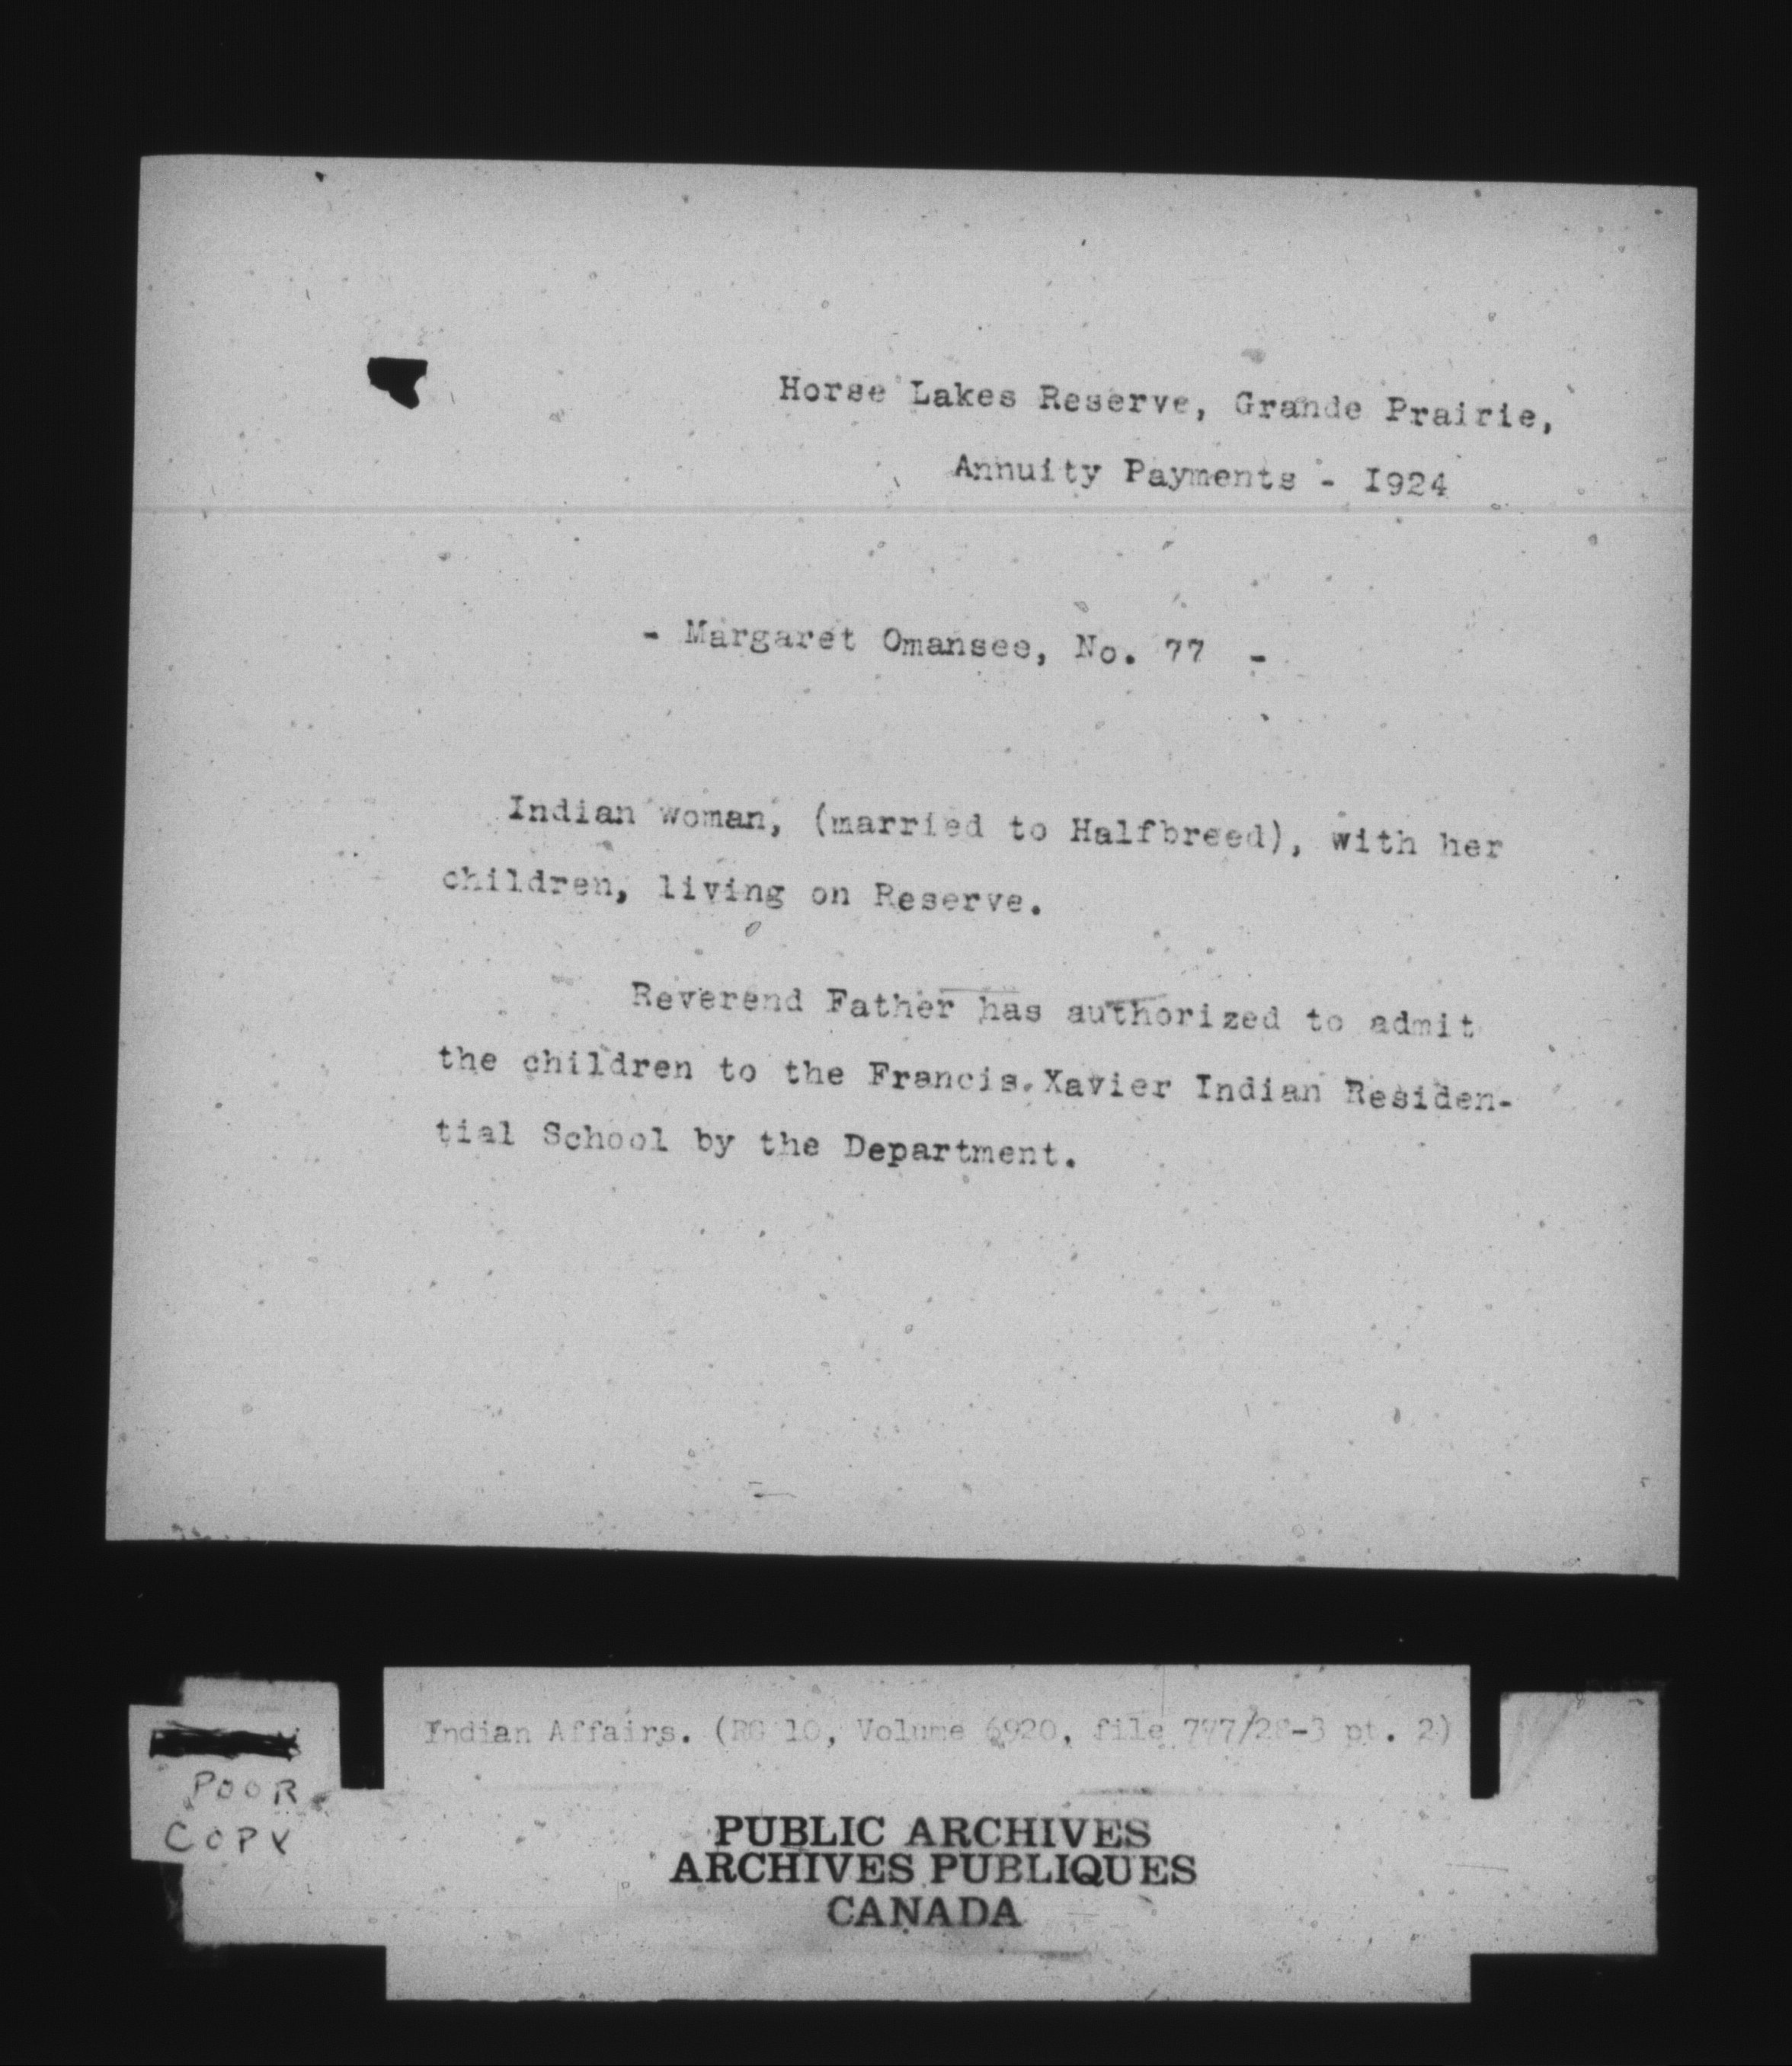 Horse Lakes Reserve, Grande Prairie,
Annuity Payments - I924
- Margaret Omansee, No. 77 -
Indian woman, (married to Halfbreed), with her
children, living on Reserve.
Reverend Father has authorized to admit
the children to the Francis.Xavier Indian Residen-
tial School by the Department.
Indian Affairs. (RG 10, Volume 6920, file 777/28-3 pt. 2)
POOR
COPY
PUBLIC ARCHIVES
ARCHIVES PUBLIQUES
CANADA